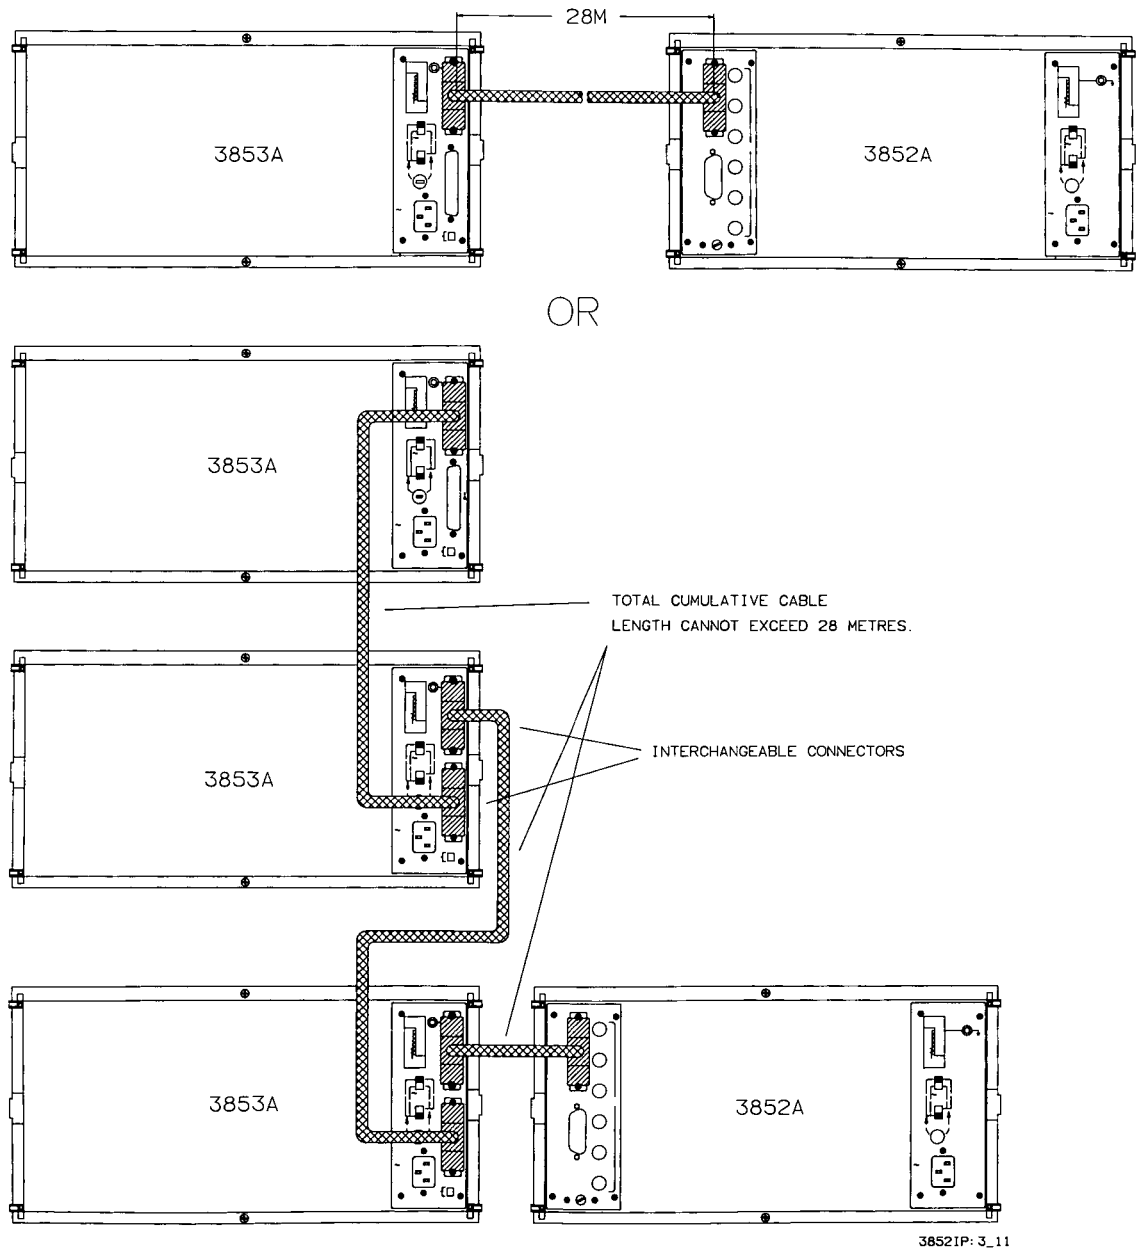 28M
3853A
3852A
OR
3853A
TOTAL CUMULATIVE CABLE
LENGTH CANNOT EXCEED 28 METRES.
INTERCHANGEABLE CONNECTORS
3853A
3853A
3852A
3852IP:3_11